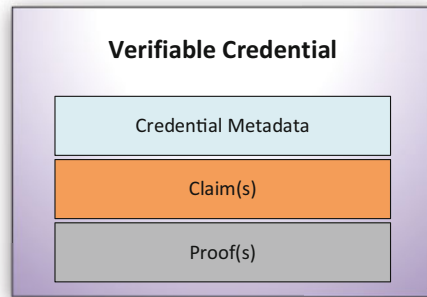 Verifiable Credential
Credential Metadata
Claim(s)
Proof(s)